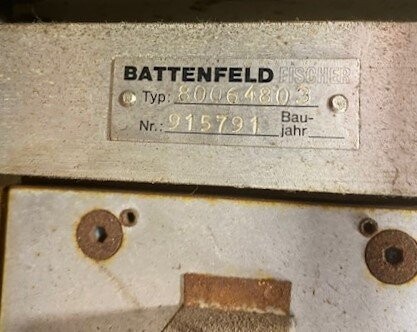 BATTENFELD FISCHER
Typ: 80064803
Nr.: 915791 Bau-
jahr